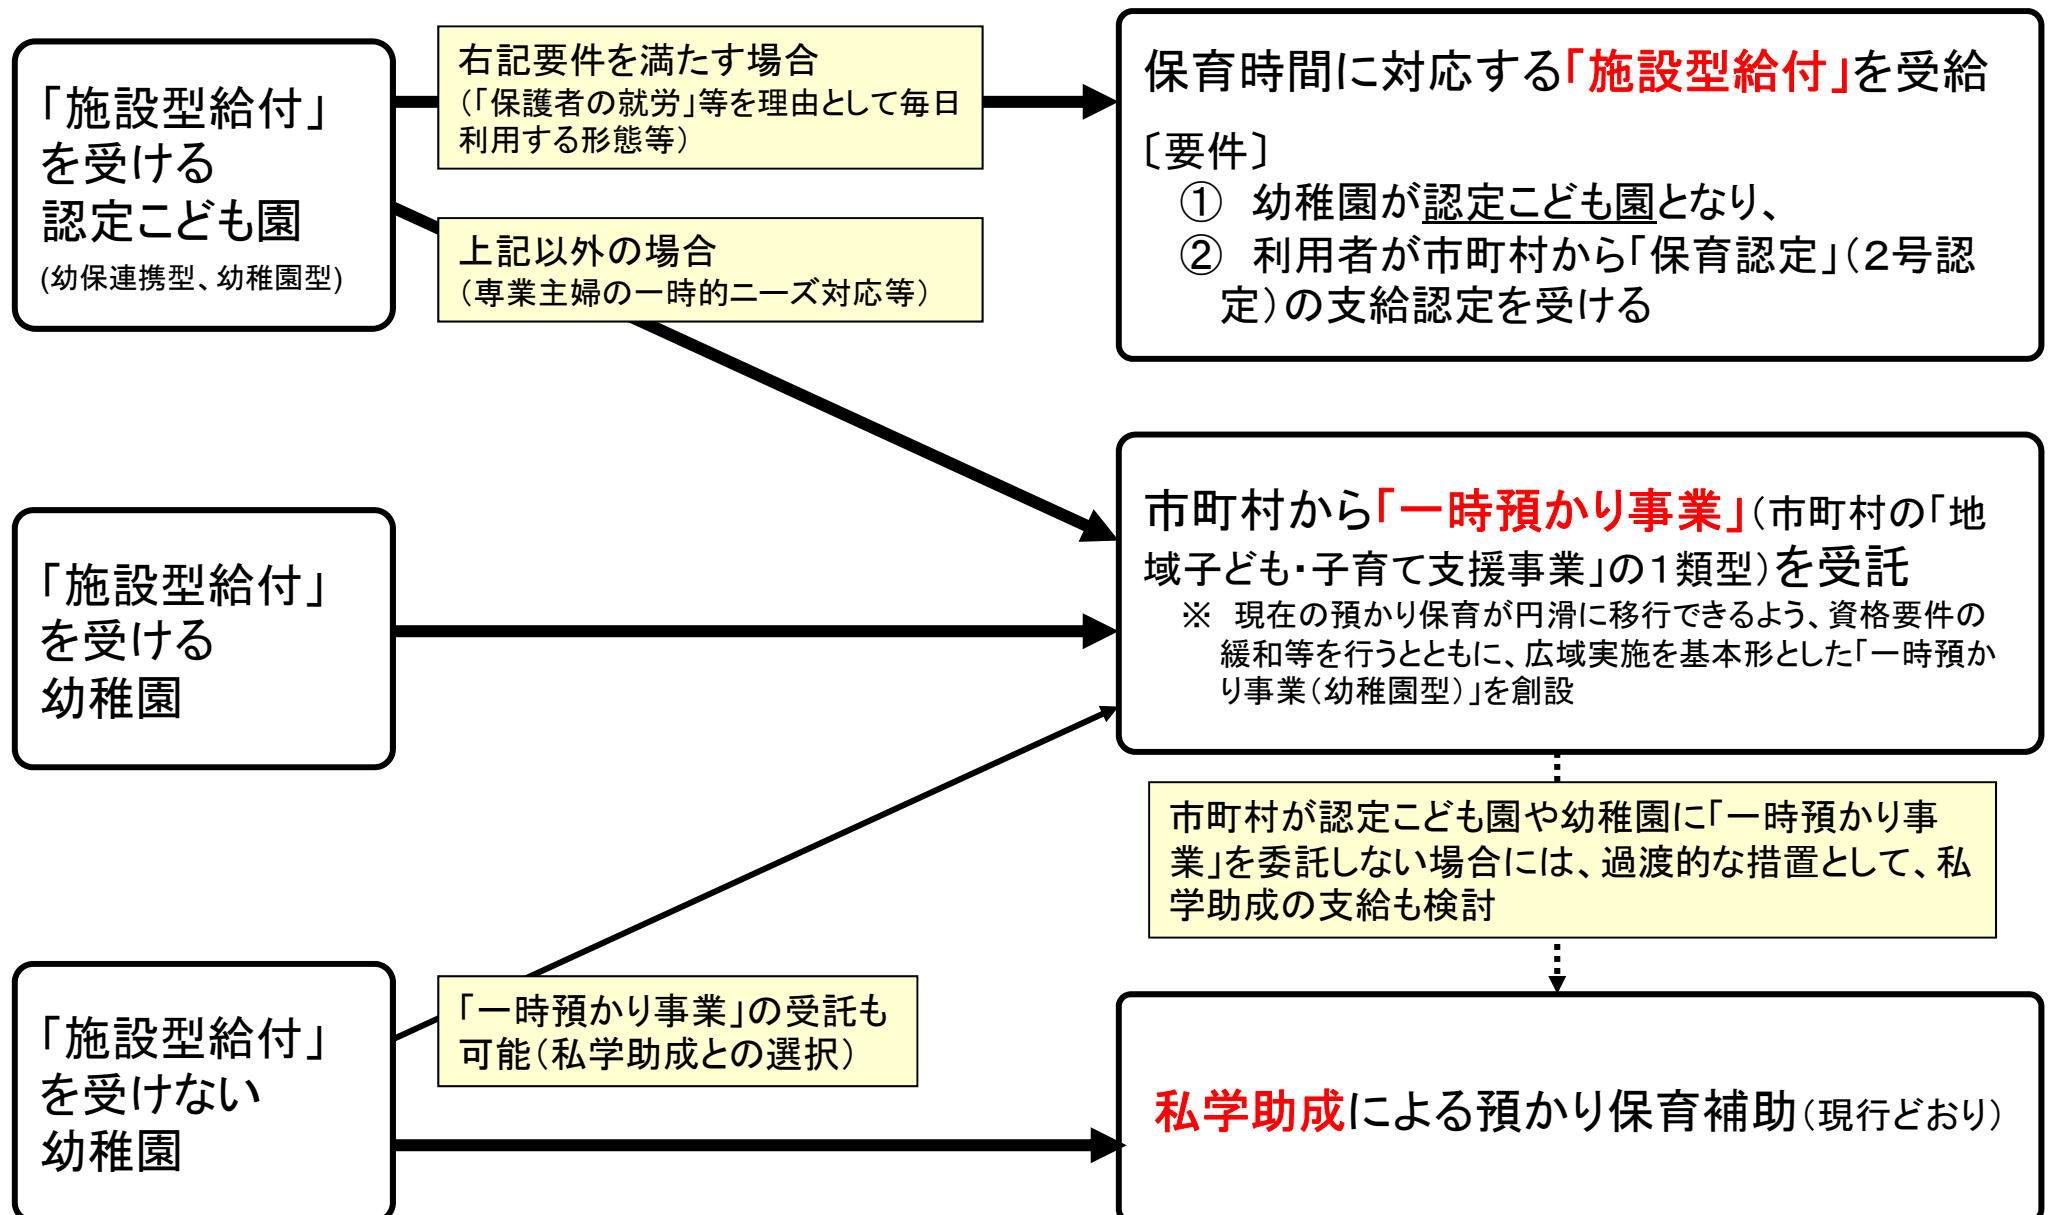 「施設型給付」
を受ける
認定こども園
(幼保連携型、幼稚園型)
右記要件を満たす場合
（「保護者の就労」等を理由として毎日
利用する形態等）
上記以外の場合
（専業主婦の一時的ニーズ対応等）
保育時間に対応する「施設型給付」を受給
〔要件〕
①　幼稚園が認定こども園となり、
②　利用者が市町村から「保育認定」（２号認
定）の支給認定を受ける
「施設型給付」
を受ける
幼稚園
市町村から「一時預かり事業」（市町村の「地
域子ども・子育て支援事業」の１類型）を受託
※　現在の預かり保育が円滑に移行できるよう、資格要件の
緩和等を行うとともに、広域実施を基本形とした「一時預か
り事業（幼稚園型）」を創設
市町村が認定こども園や幼稚園に「一時預かり事
業」を委託しない場合には、過渡的な措置として、私
学助成の支給も検討
「施設型給付」
を受けない
幼稚園
「一時預かり事業」の受託も
可能（私学助成との選択）
私学助成による預かり保育補助（現行どおり）